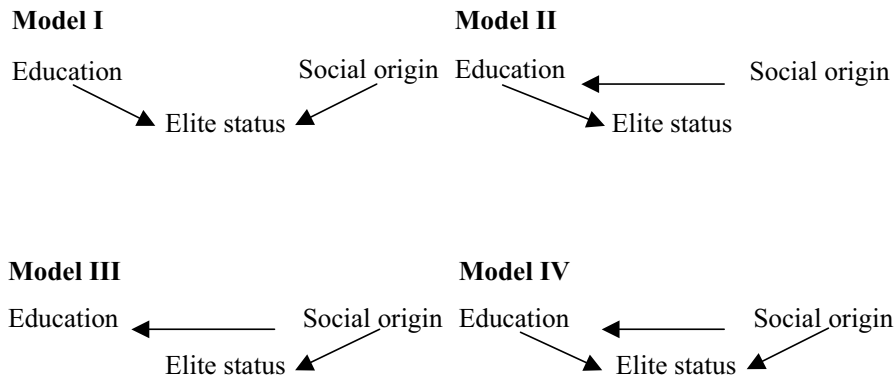 Model I
Education Social origin
Elite status
Model II
Education Social origin
Elite status
Model III
Education Social origin
Elite status
Model IV
Education Social origin
Elite status